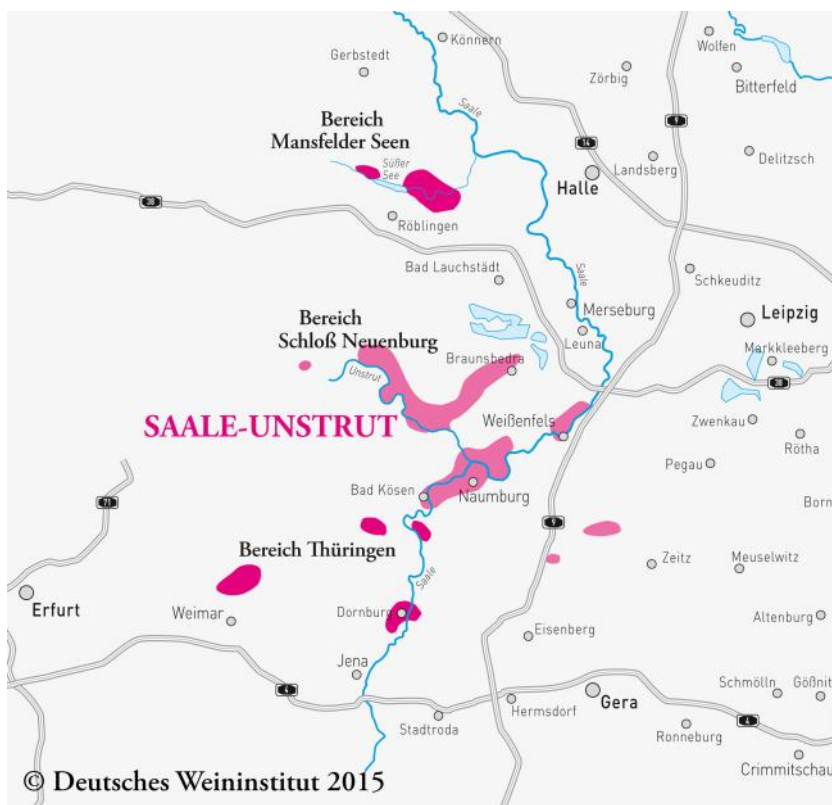 Könnern
Wolfen
Gerbstedt
Zörbig
Bitterfeld
Saale
Bereich
Mansfelder Seen
9
14
Delitzsch
Süßer
See
Landsberg
Halle
38
Röblingen
Bad Lauchstädt
Saale
Schkeuditz
Merseburg
Leipzig
Bereich
Schloß Neuenburg
Leuna
Markkleeberg
Braunsbedra
Unstrut
38
SAALE-UNSTRUT
Weißenfels
Zwenkau
Rötha
Pegau
Bad Kösen
Naumburg
71
Born
9
Bereich Thüringen
Zeitz
Meuselwitz
Saale
Erfurt
Weimar
Dornburg
Altenburg
Eisenberg
Jena
4
Gera
Schmölln
Gößnit
Hermsdorf
Stadtroda
4
Ronneburg
Crimmitschau
© Deutsches Weininstitut 2015